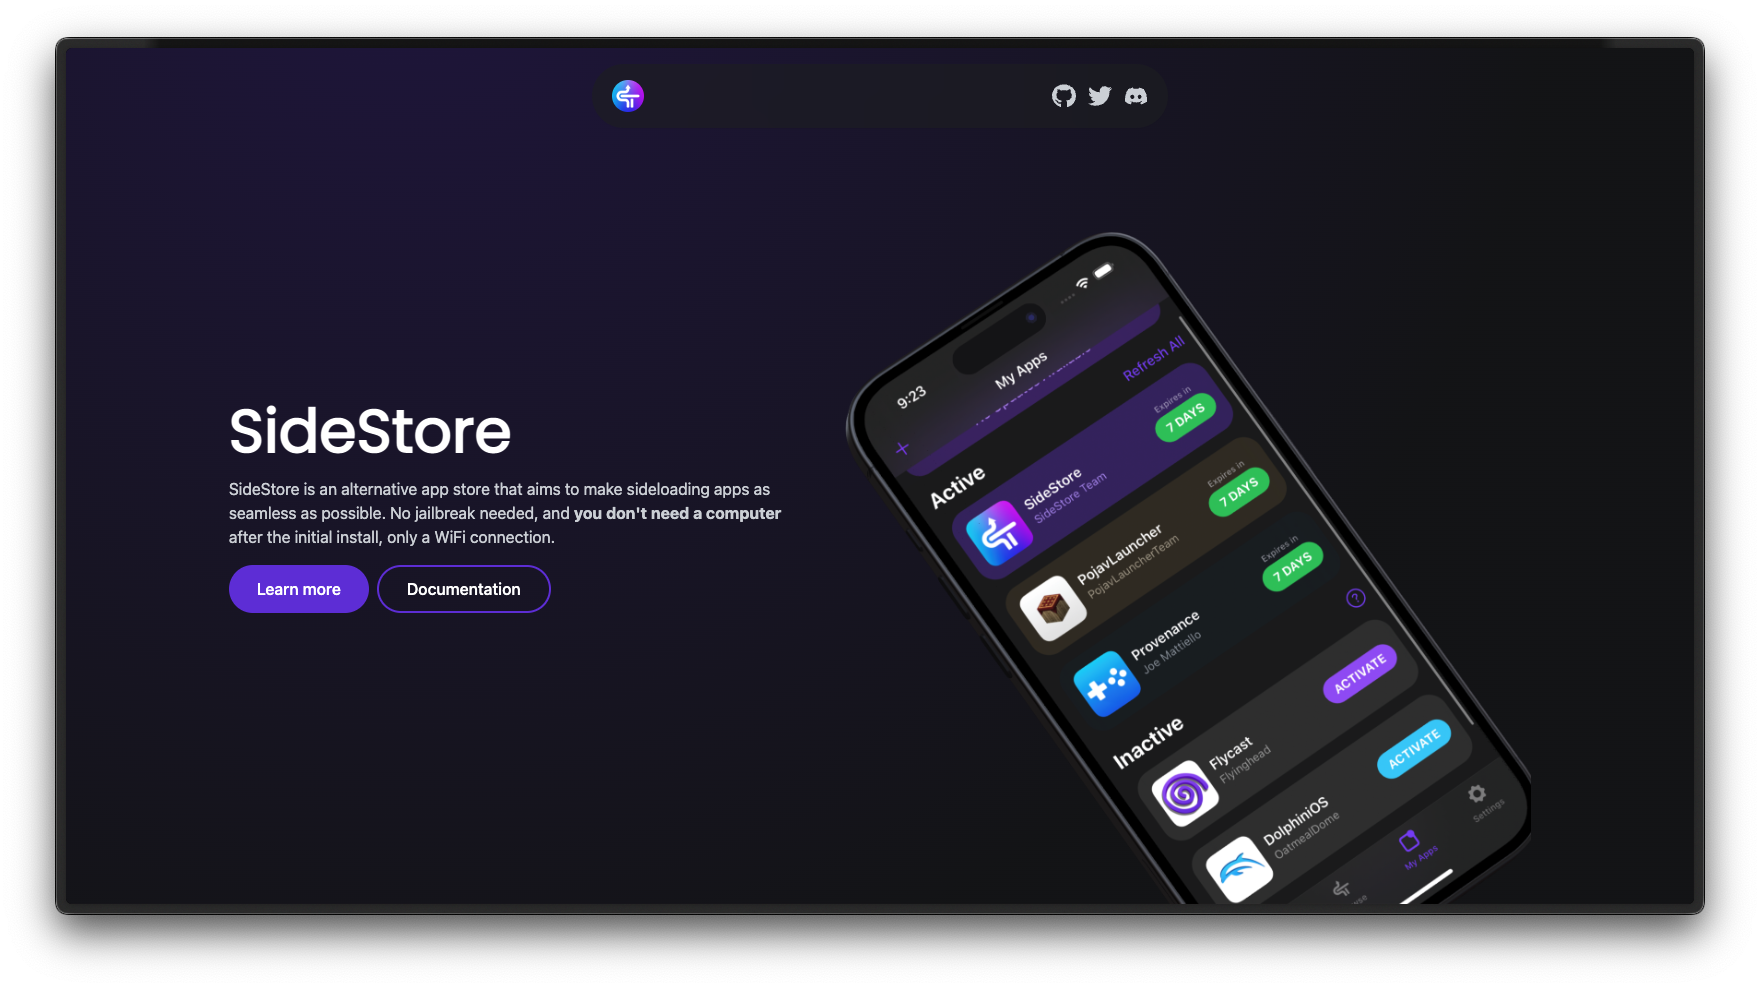 SideStore
SideStore is an alternative app store that aims to make sideloading apps as
seamless as possible. No jailbreak needed, and you don't need a computer
after the initial install, only a WiFi connection.
Learn more
Documentation
9:23
My Apps
Refresh All
Active
SideStore
SideStore Team
Expires in
7 DAYS
PojavLauncher
PojavLauncherTeam
Expires in
7 DAYS
Provenance
Joe Mattiello
Expires in
7 DAYS
Inactive
Flycast
Flyinghead
ACTIVATE
DolphiniOS
OatmealDome
ACTIVATE
My Apps
Settings